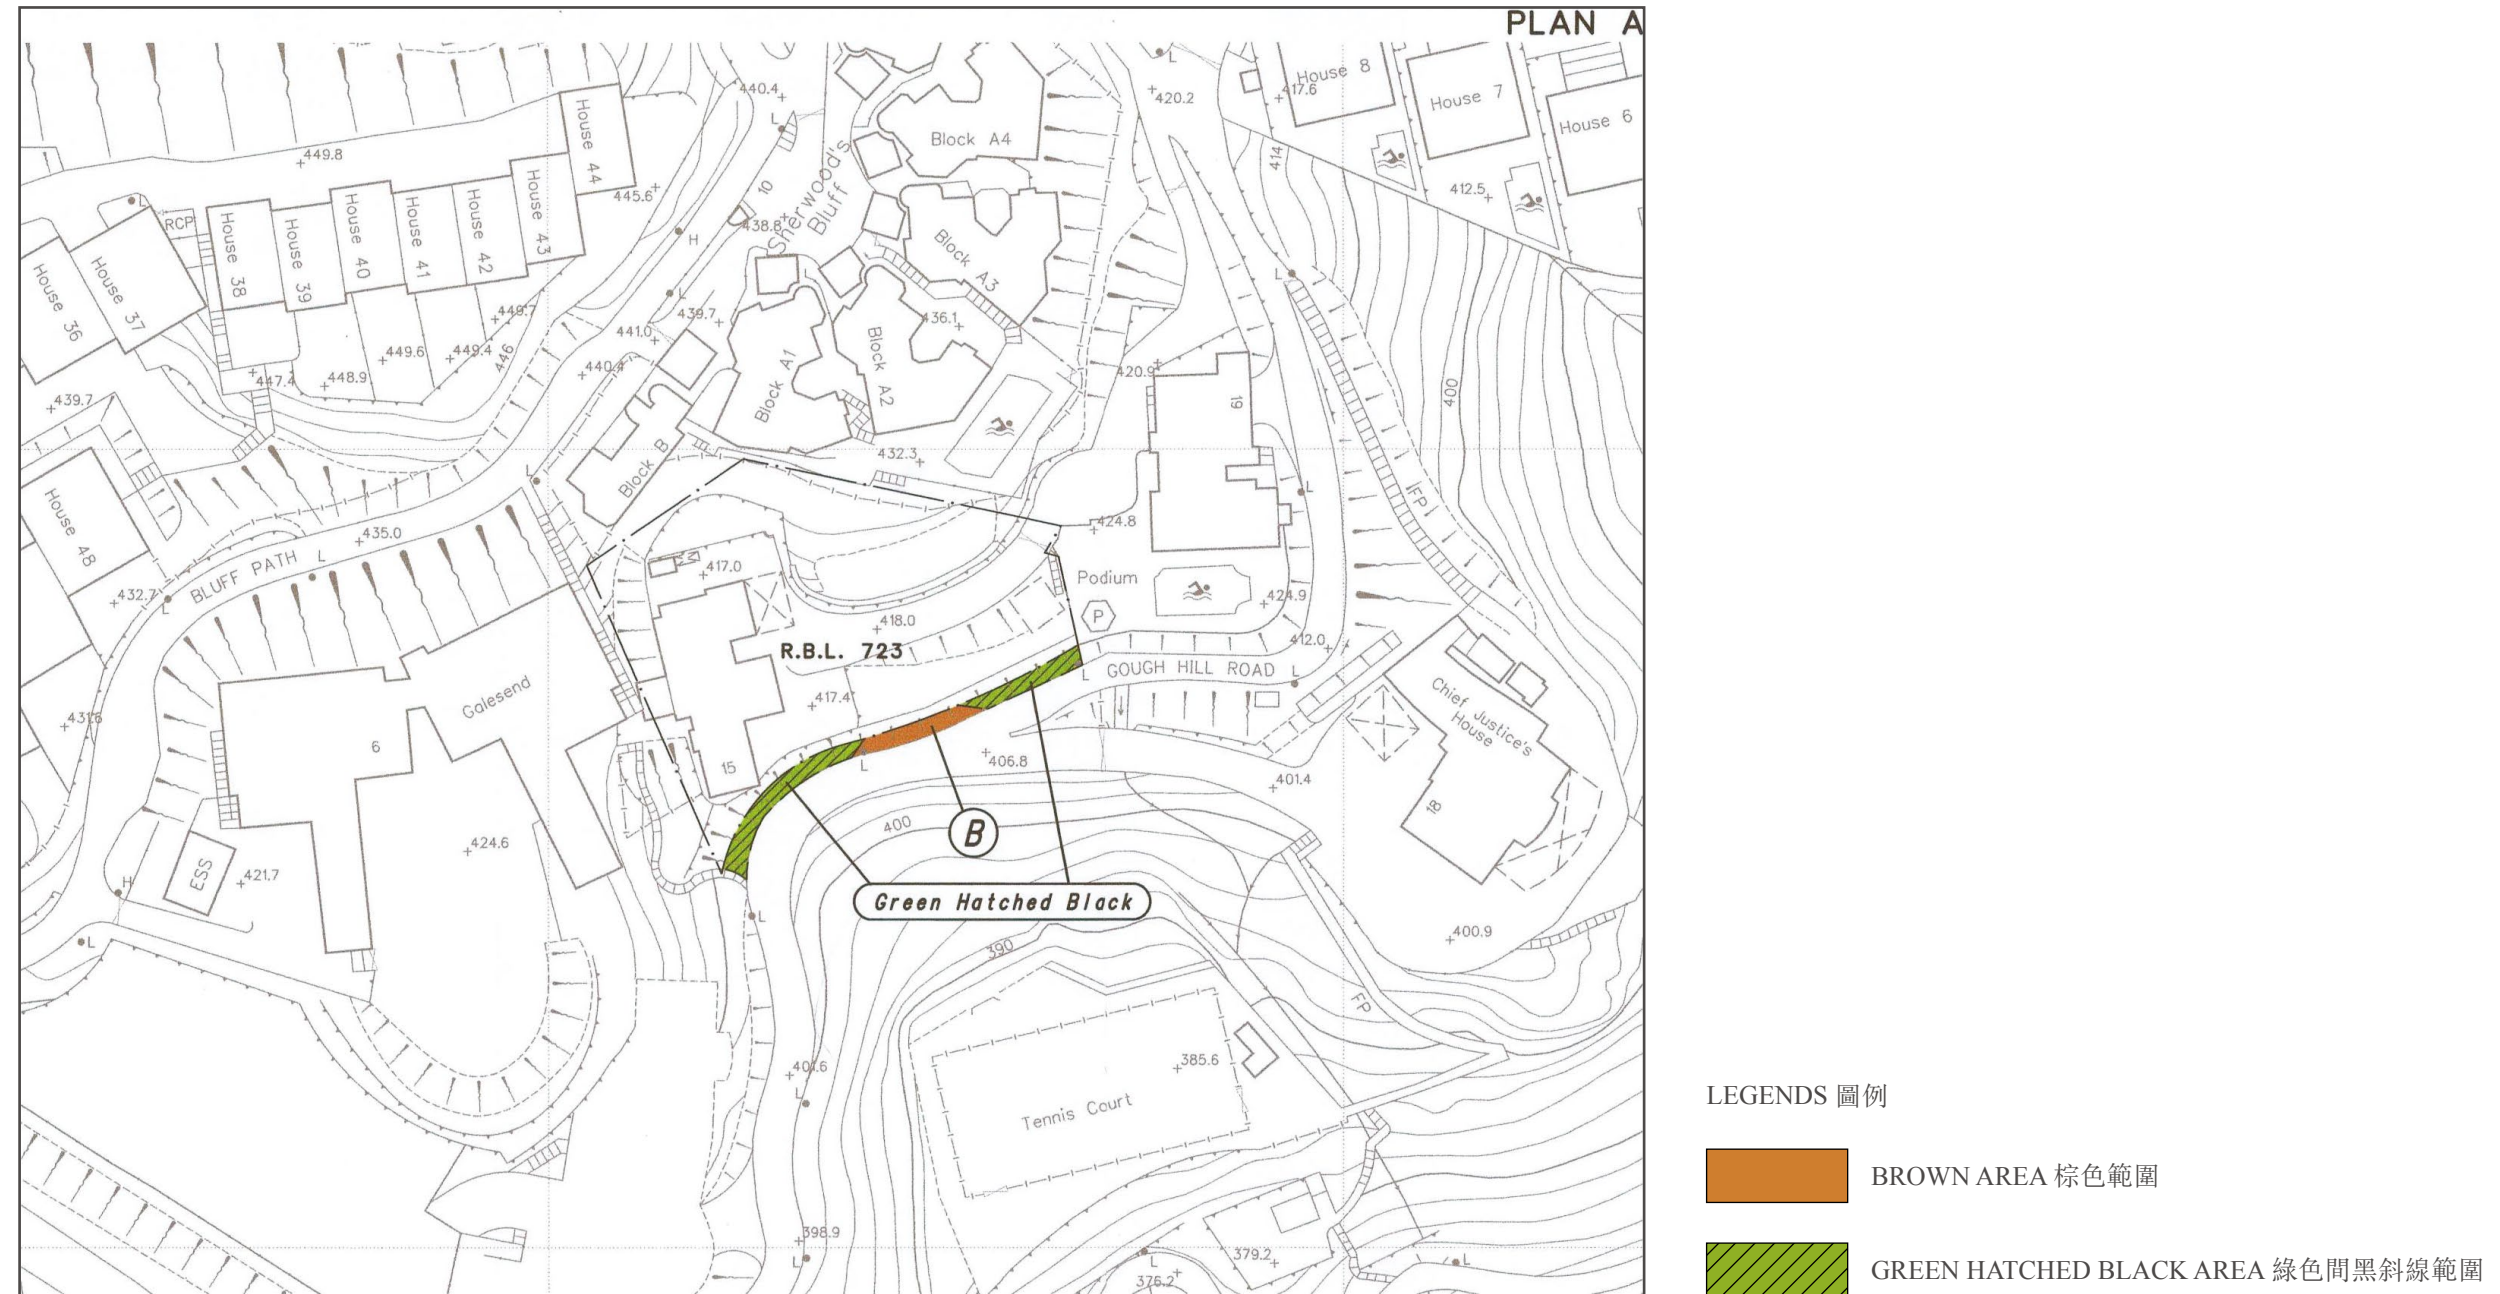 PLAN A
House 8
House 7
House 6
440.4
L
420.2
417.6
L
Block A4
House 44
449.8
Sherwood's
Bluff
10
414
412.5
445.6
House 43
House 42
House 41
House 40
House 39
House 38
L
RCP
438.8
H
Block A3
House 37
House 36
L
L
449.7
439.7
436.1
441.0
449.6
449.4
446
Block A1
Block A2
440.4
447.4
448.9
420.9
19
400
439.7
432.3
Block B
L
L
House 48
FP
435.0
424.8
BLUFF PATH
L
417.0
Podium
432.7
L
424.9
P
418.0
412.0
R.B.L. 723
GOUGH HILL ROAD
L
L
Galesend
417.4
Chief Justice's
House
431.6
6
15
L
406.8
401.4
18
400
B
424.6
ESS
421.7
H
Green Hatched Black
L
L
390
400.9
FP
401.6
385.6
L
Tennis Court
398.9
L
379.2
L
L
376.2
LEGENDS 圖例
BROWN AREA 棕色範圍
GREEN HATCHED BLACK AREA 綠色間黑斜線範圍